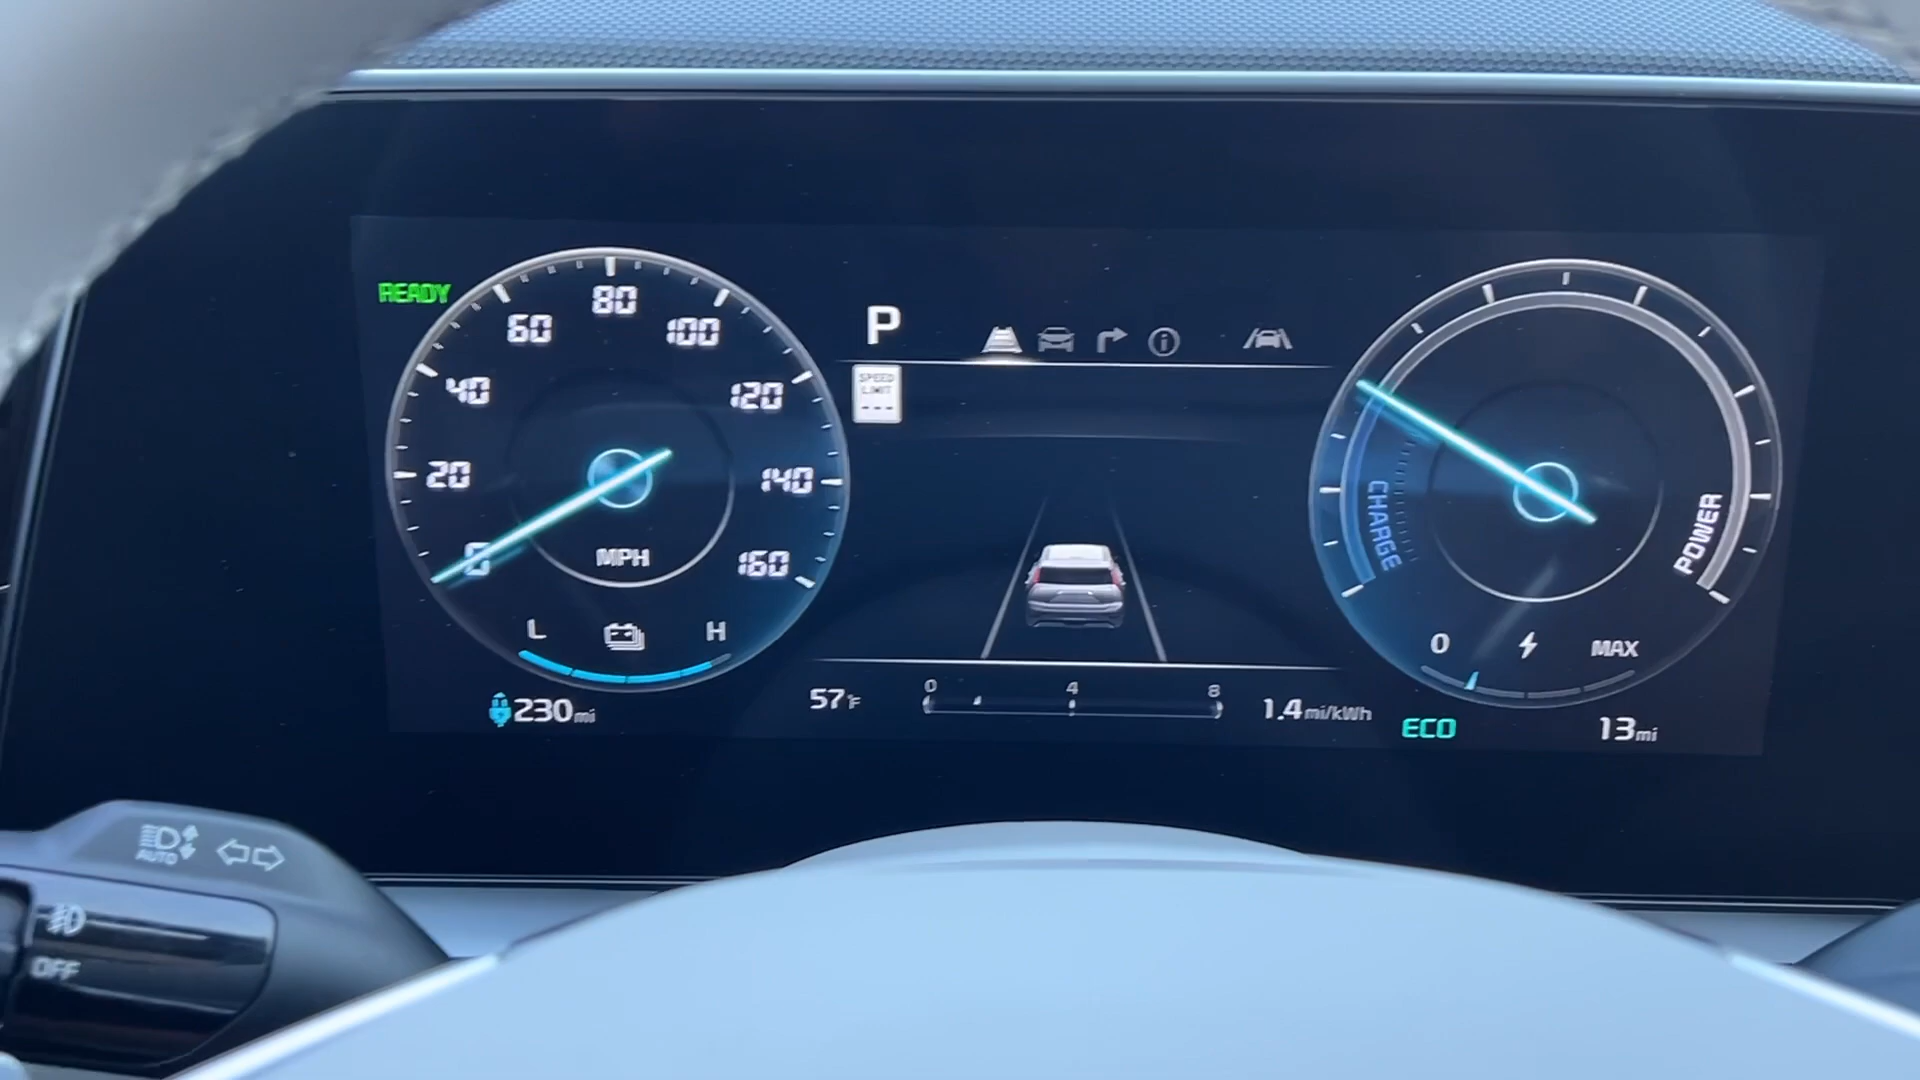 READY
0
20
40
60
80
100
120
140
160
MPH
L
H
230mi
P
SPEED
LIMIT
---
57°F
0 4 8
1.4mi/kWh
CHARGE
POWER
0
MAX
ECO
13mi
AUTO
OFF